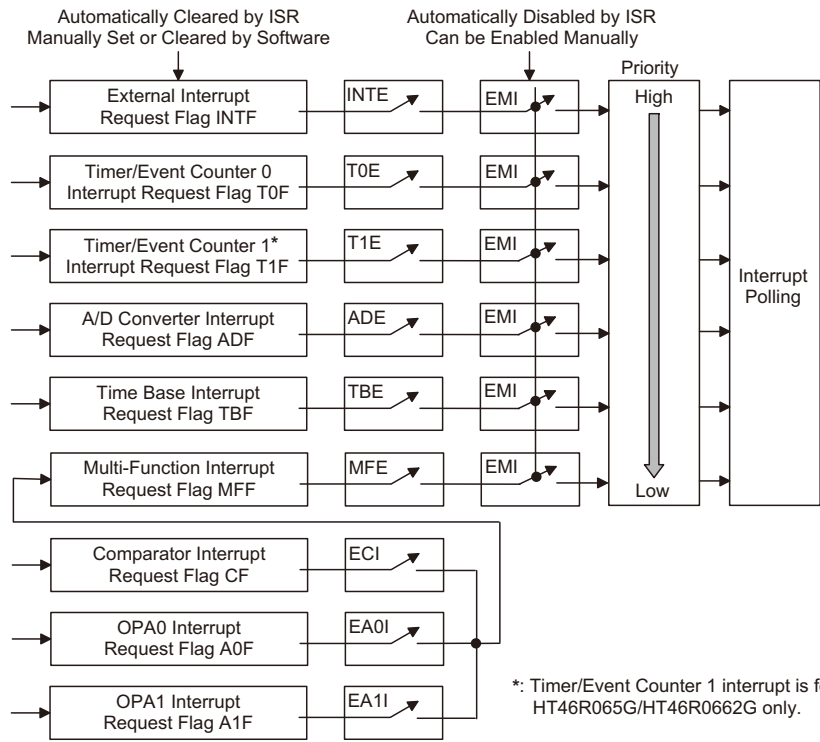 Automatically Cleared by ISR
Manually Set or Cleared by Software
Automatically Disabled by ISR
Can be Enabled Manually
Priority
High
External Interrupt
Request Flag INTF
INTE
EMI
Timer/Event Counter 0
Interrupt Request Flag T0F
T0E
EMI
Timer/Event Counter 1*
Interrupt Request Flag T1F
T1E
EMI
Interrupt
Polling
A/D Converter Interrupt
Request Flag ADF
ADE
EMI
Time Base Interrupt
Request Flag TBF
TBE
EMI
Multi-Function Interrupt
Request Flag MFF
MFE
EMI
Low
Comparator Interrupt
Request Flag CF
ECI
OPA0 Interrupt
Request Flag A0F
EA0I
OPA1 Interrupt
Request Flag A1F
EA1I
*: Timer/Event Counter 1 interrupt is
HT46R065G/HT46R0662G only.